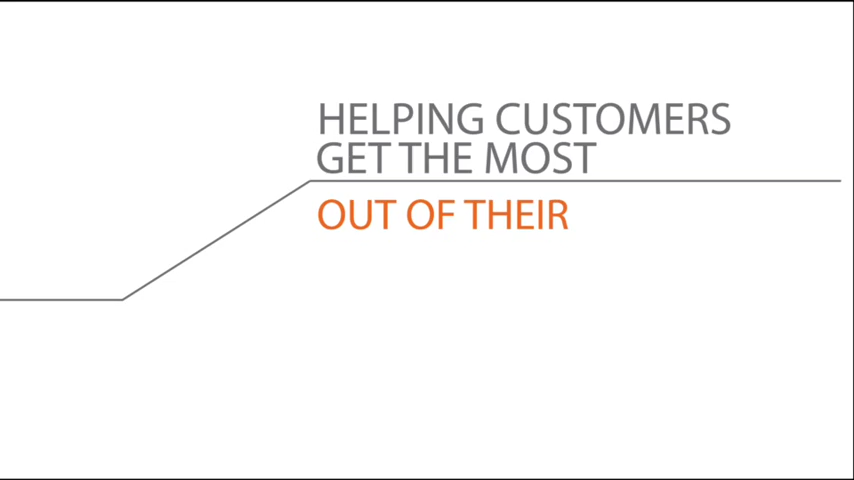 HELPING CUSTOMERS
GET THE MOST
OUT OF THEIR